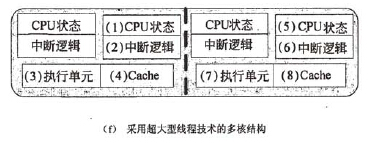 CPU状态 (1)CPU状态 CPU状态 (5)CPU状态
中断逻辑 (2)中断逻辑 中断逻辑 (6)中断逻辑
(3)执行单元 (4)Cache (7)执行单元 (8)Cache
(f) 采用超大型线程技术的多核结构